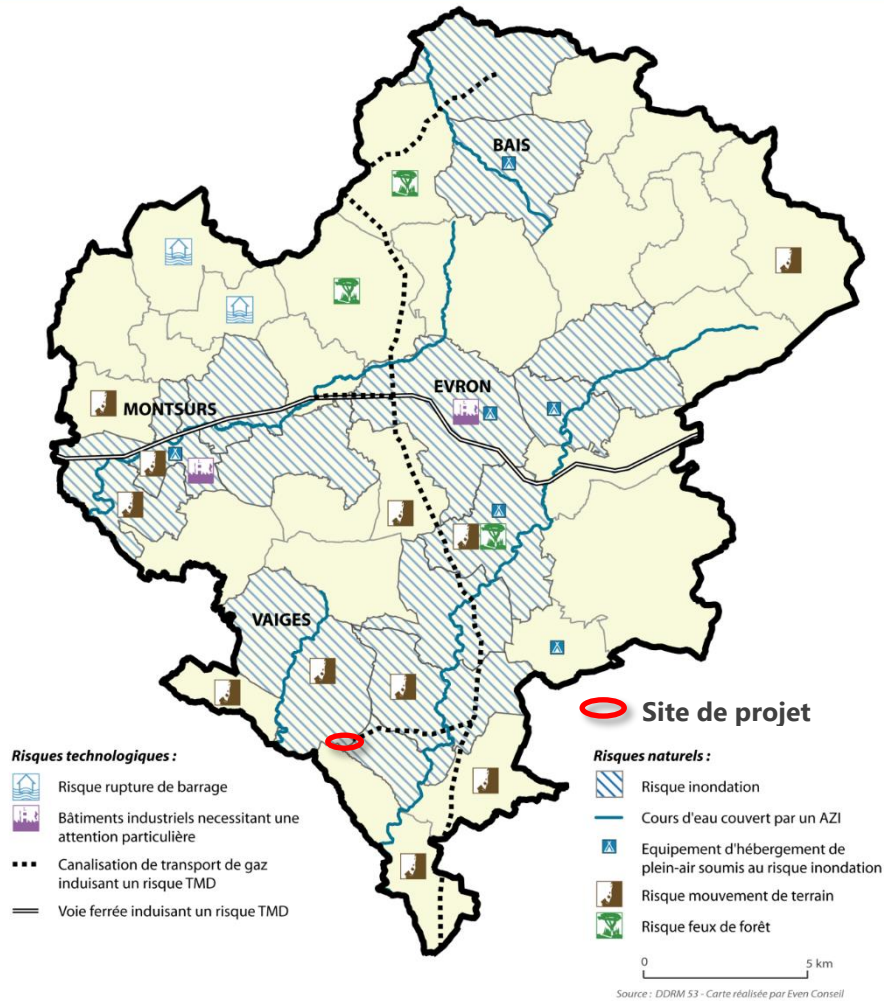 BAIS
EVRON
MONTSURS
VAIGES
Site de projet
Risques technologiques :
Risque rupture de barrage
Bâtiments industriels necessitant une
attention particulière
Canalisation de transport de gaz
induisant un risque TMD
Voie ferrée induisant un risque TMD
Risques naturels :
Risque inondation
Cours d'eau couvert par un AZI
Equipement d'hébergement de
plein-air soumis au risque inondation
Risque mouvement de terrain
Risque feux de forêt
0 5 km
Source : DDRM 53 - Carte réalisée par Even Conseil